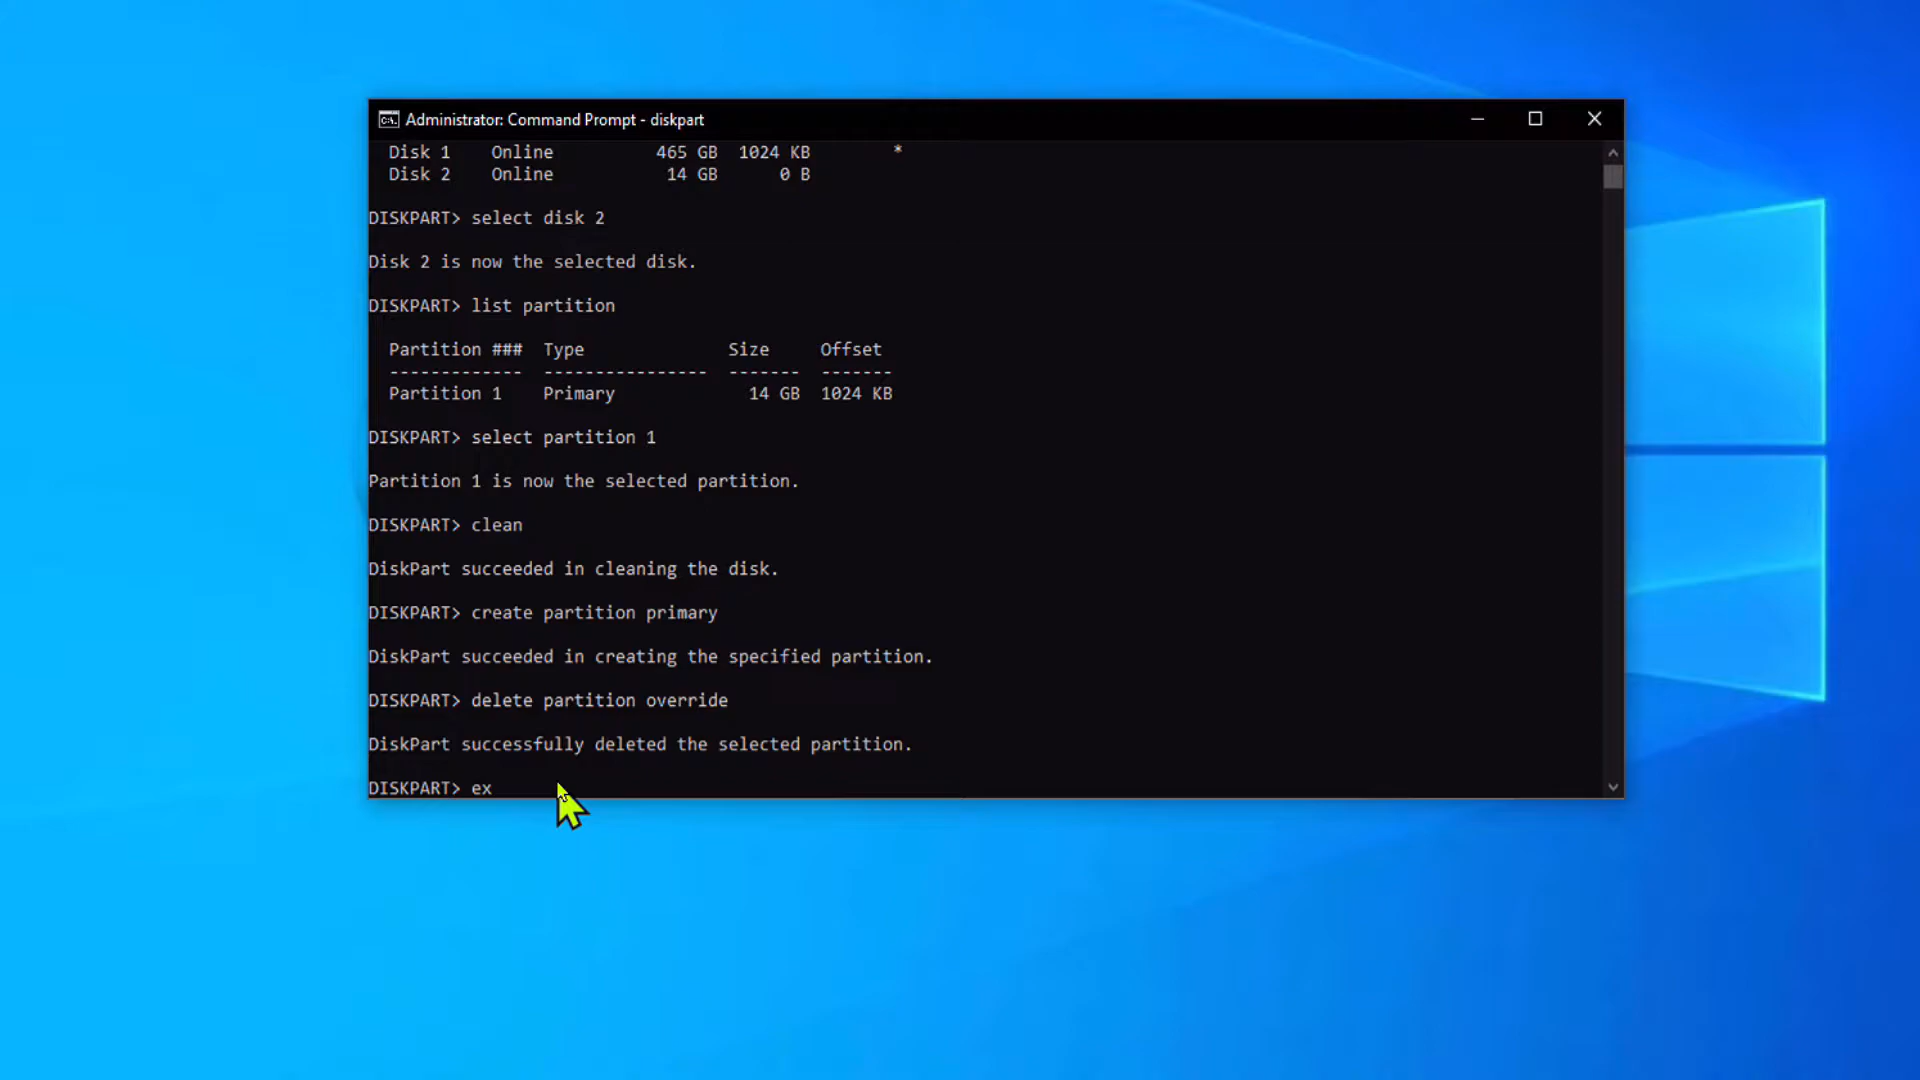 Administrator: Command Prompt - diskpart
Disk 1    Online          465 GB  1024 KB        *
Disk 2    Online           14 GB      0 B
DISKPART> select disk 2
Disk 2 is now the selected disk.
DISKPART> list partition
Partition ###  Type              Size     Offset
-------------  ----------------  -------  -------
Partition 1    Primary             14 GB  1024 KB
DISKPART> select partition 1
Partition 1 is now the selected partition.
DISKPART> clean
DiskPart succeeded in cleaning the disk.
DISKPART> create partition primary
DiskPart succeeded in creating the specified partition.
DISKPART> delete partition override
DiskPart successfully deleted the selected partition.
DISKPART> ex